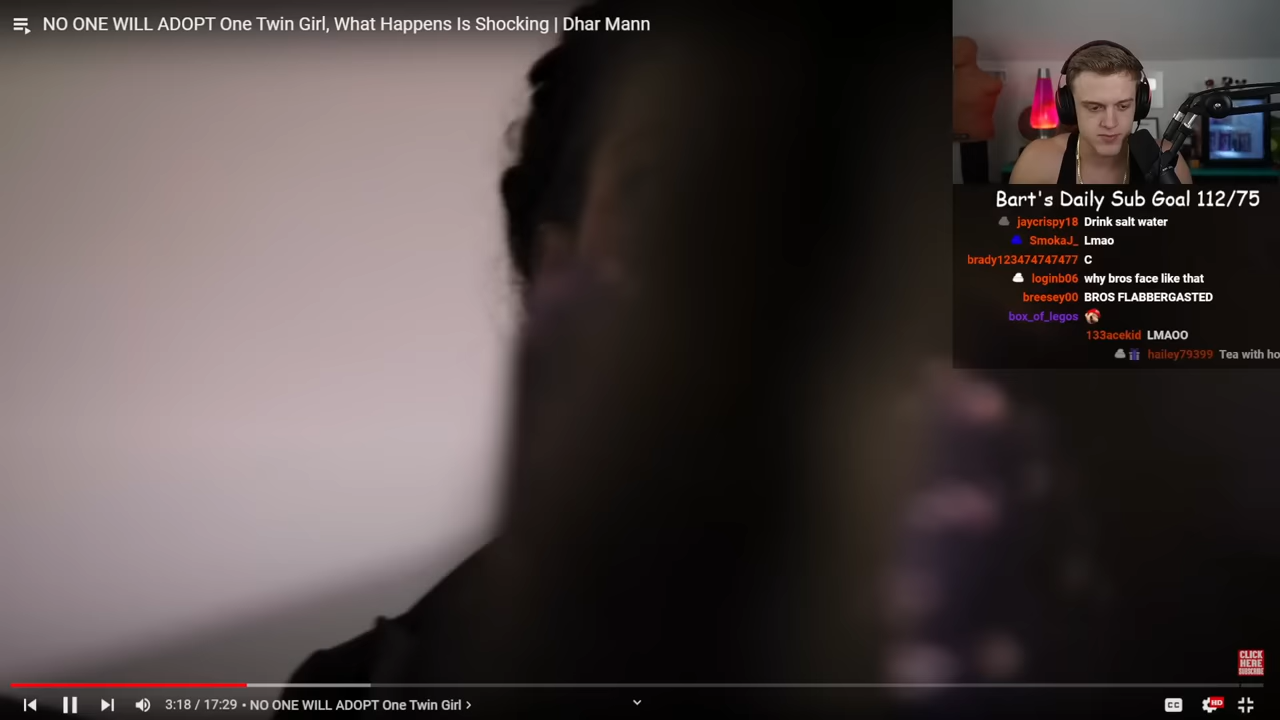 NO ONE WILL ADOPT One Twin Girl, What Happens Is Shocking | Dhar Mann
Bart's Daily Sub Goal 112/75
jaycrispy18 Drink salt water
SmokaJ_ Lmao
brady123474747477 C
loginb06 why bros face like that
breesey00 BROS FLABBERGASTED
box_of_legos
133acekid LMAOO
hailey79399 Tea with ho
CLICK
HERE
SUBSCRIBE
3:18 / 17:29 • NO ONE WILL ADOPT One Twin Girl ›
CC
HD